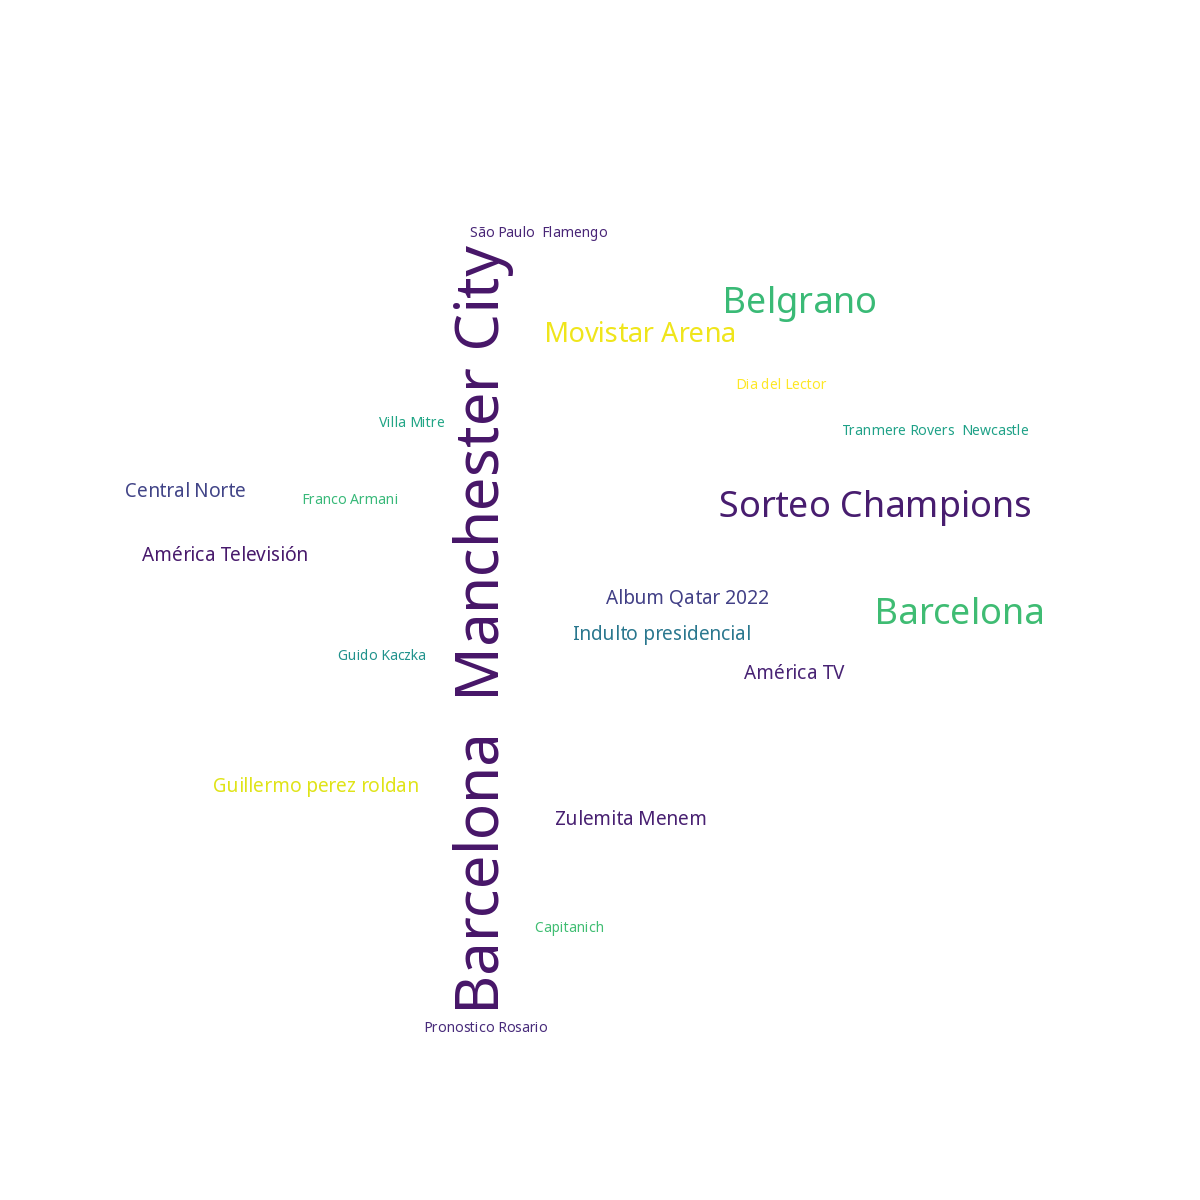 São Paulo  Flamengo
Belgrano
Movistar Arena
Dia del Lector
Villa Mitre
Tranmere Rovers  Newcastle
Central Norte
Franco Armani
Sorteo Champions
América Televisión
Album Qatar 2022
Barcelona
Indulto presidencial
Guido Kaczka
América TV
Barcelona  Manchester City
Guillermo perez roldan
Zulemita Menem
Capitanich
Pronostico Rosario